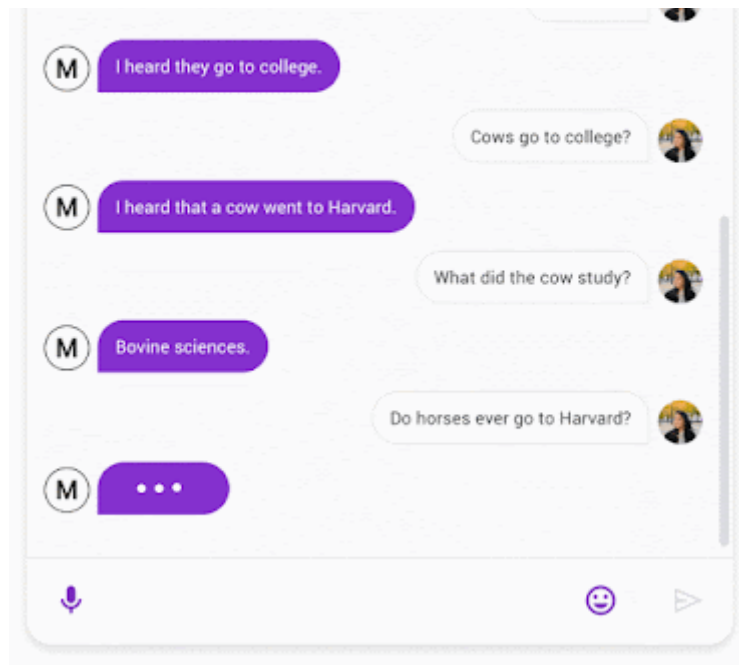 M
I heard they go to college.
Cows go to college?
M
I heard that a cow went to Harvard.
What did the cow study?
M
Bovine sciences.
Do horses ever go to Harvard?
M